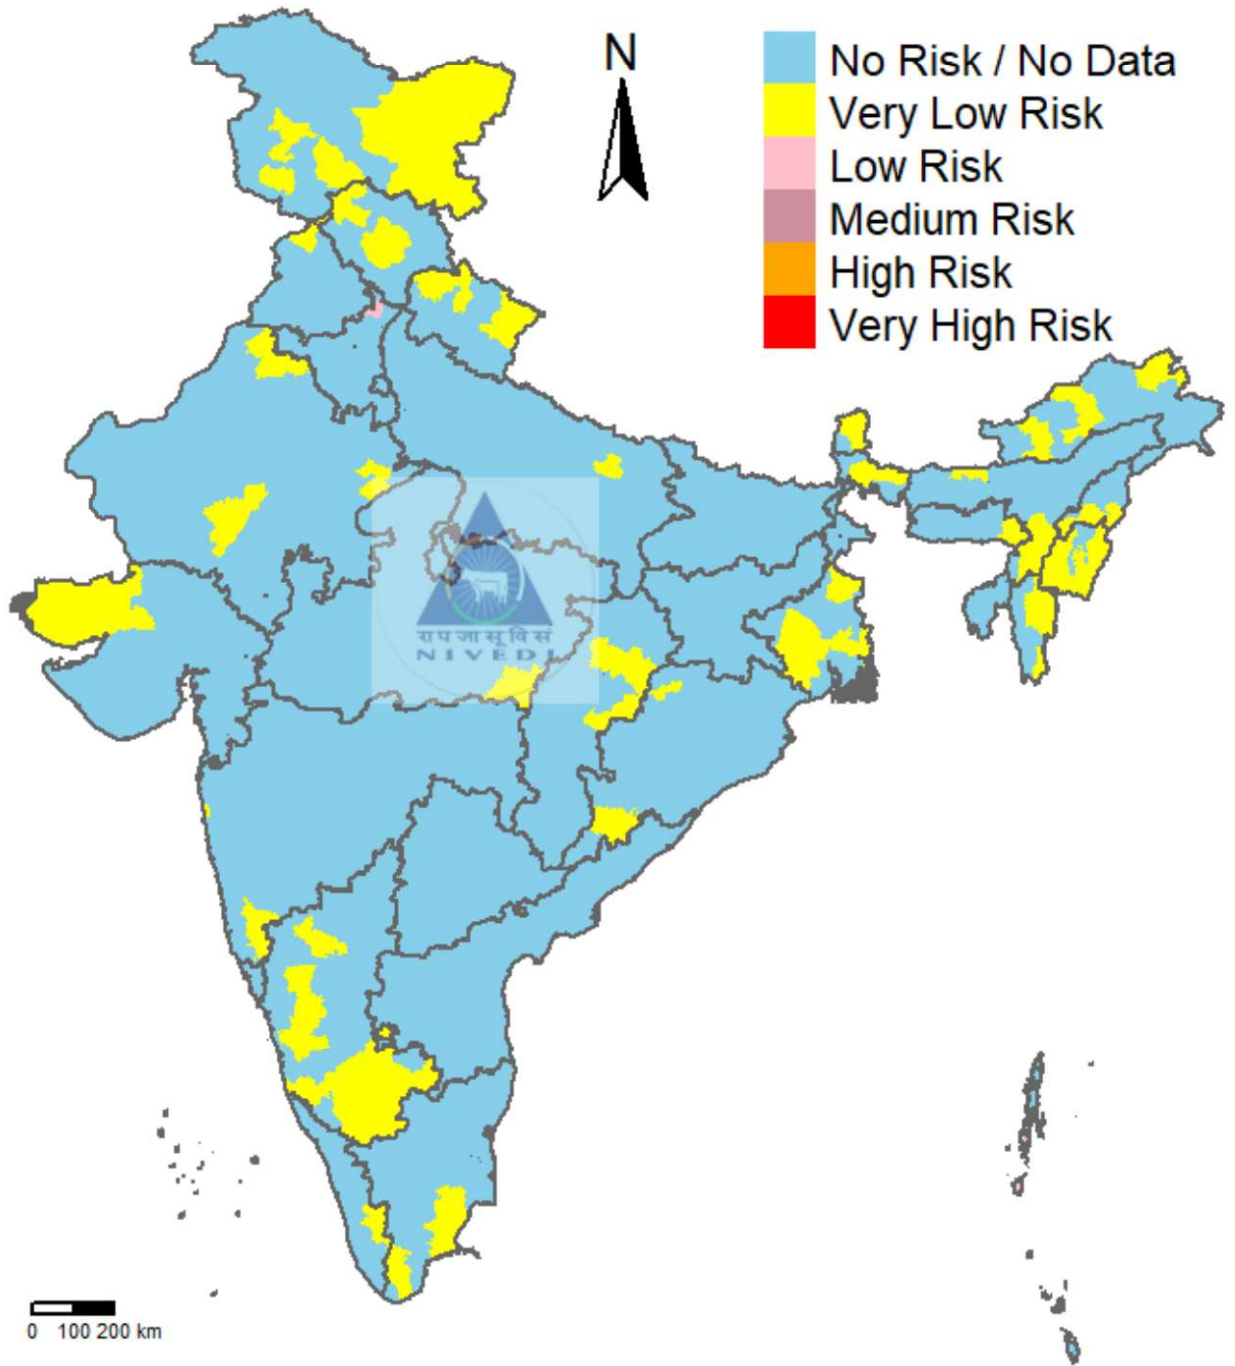 N
No Risk / No Data
Very Low Risk
Low Risk
Medium Risk
High Risk
Very High Risk
रापजासूविसं
NIVEDI
0 100 200 km